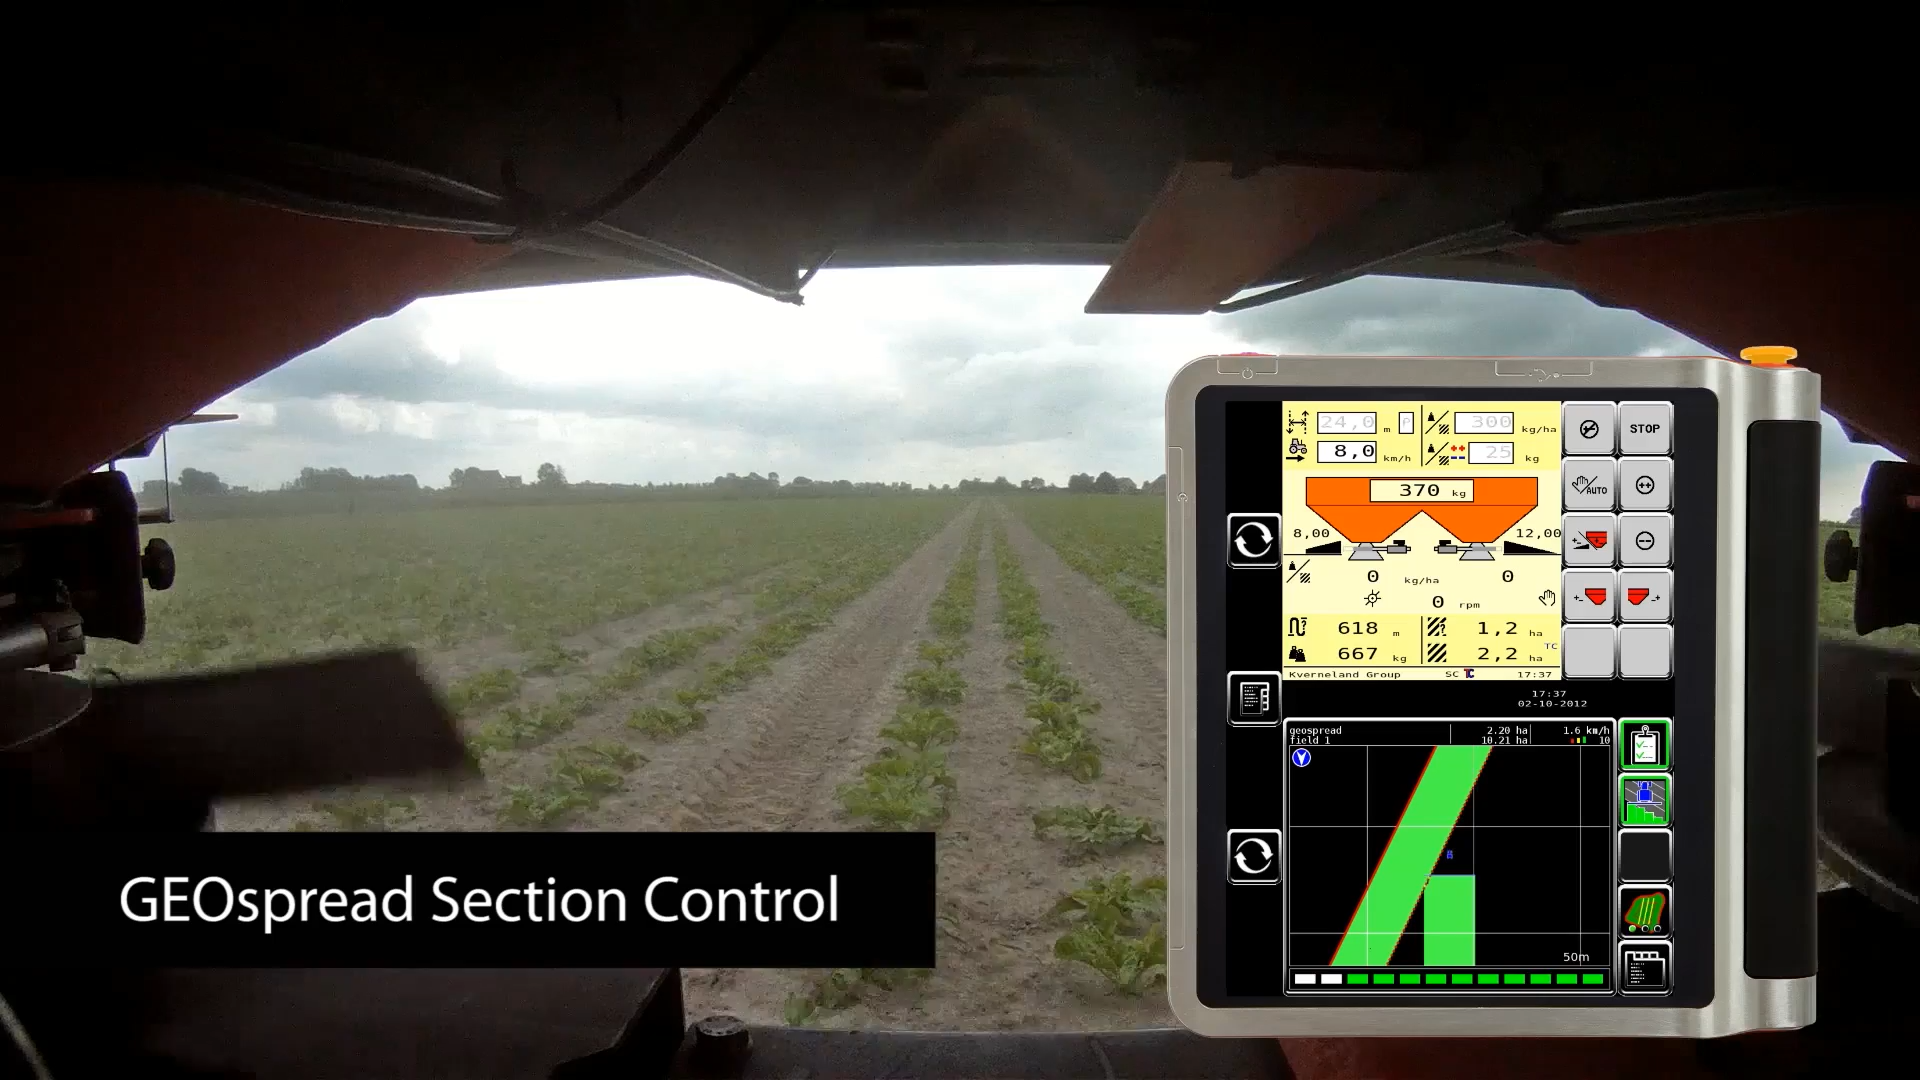 24,0 m P 300 kg/ha
8,0 km/h 25 kg
STOP
AUTO
370 kg
8,00 12,00
0 kg/ha 0
0 rpm
618 m 1,2 ha
667 kg 2,2 ha TC
Kverneland Group SC TC 17:37
17:37
02-10-2012
geospread 2.20 ha 1.6 km/h
field 1 10.21 ha 10
50m
GEOspread Section Control